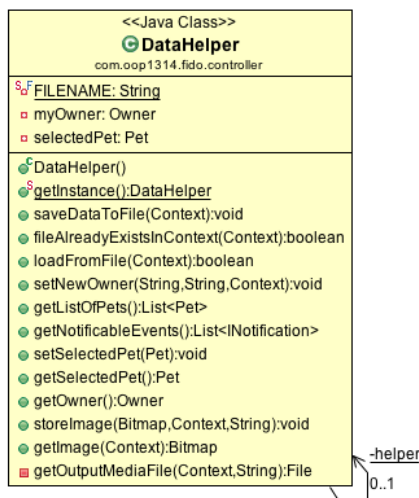 <<Java Class>>
C DataHelper
com.oop1314.fido.controller
S F FILENAME: String
myOwner: Owner
selectedPet: Pet
C DataHelper()
S getInstance():DataHelper
saveDataToFile(Context):void
fileAlreadyExistsInContext(Context):boolean
loadFromFile(Context):boolean
setNewOwner(String,String,Context):void
getListOfPets():List<Pet>
getNotificableEvents():List<INotification>
setSelectedPet(Pet):void
getSelectedPet():Pet
getOwner():Owner
storeImage(Bitmap,Context,String):void
getImage(Context):Bitmap
getOutputMediaFile(Context,String):File
-helper
0..1